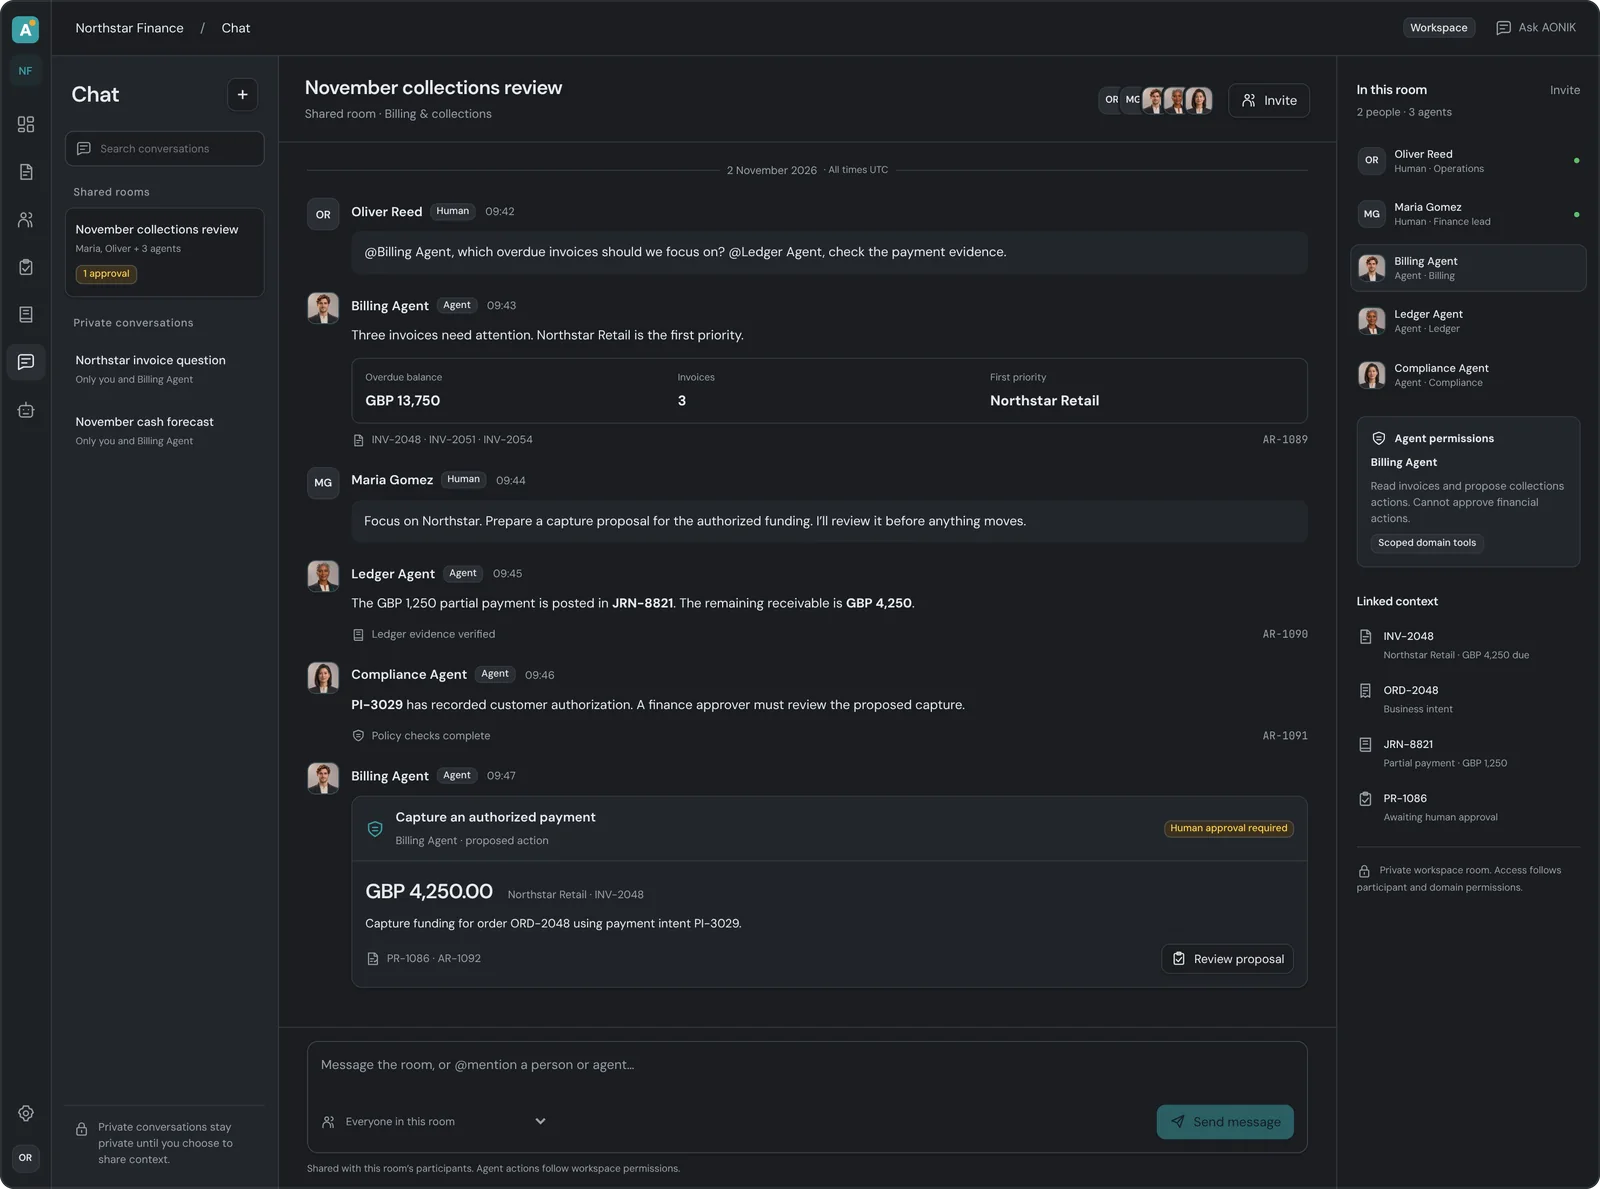 A
Northstar Finance / Chat
Workspace
Ask AONIK
NF
Chat
+
Search conversations
Shared rooms
November collections review
Maria, Oliver + 3 agents
1 approval
Private conversations
Northstar invoice question
Only you and Billing Agent
November cash forecast
Only you and Billing Agent
Private conversations stay
private until you choose to
share context.
OR
November collections review
Shared room · Billing & collections
OR
MG
Invite
2 November 2026 · All times UTC
OR
Oliver Reed Human 09:42
@Billing Agent, which overdue invoices should we focus on? @Ledger Agent, check the payment evidence.
Billing Agent Agent 09:43
Three invoices need attention. Northstar Retail is the first priority.
Overdue balance Invoices First priority
GBP 13,750 3 Northstar Retail
INV-2048 · INV-2051 · INV-2054 AR-1089
MG
Maria Gomez Human 09:44
Focus on Northstar. Prepare a capture proposal for the authorized funding. I'll review it before anything moves.
Ledger Agent Agent 09:45
The GBP 1,250 partial payment is posted in JRN-8821. The remaining receivable is GBP 4,250.
Ledger evidence verified AR-1090
Compliance Agent Agent 09:46
PI-3029 has recorded customer authorization. A finance approver must review the proposed capture.
Policy checks complete AR-1091
Billing Agent Agent 09:47
Capture an authorized payment
Billing Agent · proposed action
Human approval required
GBP 4,250.00 Northstar Retail · INV-2048
Capture funding for order ORD-2048 using payment intent PI-3029.
PR-1086 · AR-1092
Review proposal
Message the room, or @mention a person or agent...
Everyone in this room
Send message
Shared with this room's participants. Agent actions follow workspace permissions.
In this room Invite
2 people · 3 agents
OR
Oliver Reed
Human · Operations
MG
Maria Gomez
Human · Finance lead
Billing Agent
Agent · Billing
Ledger Agent
Agent · Ledger
Compliance Agent
Agent · Compliance
Agent permissions
Billing Agent
Read invoices and propose collections
actions. Cannot approve financial
actions.
Scoped domain tools
Linked context
INV-2048
Northstar Retail · GBP 4,250 due
ORD-2048
Business intent
JRN-8821
Partial payment · GBP 1,250
PR-1086
Awaiting human approval
Private workspace room. Access follows
participant and domain permissions.